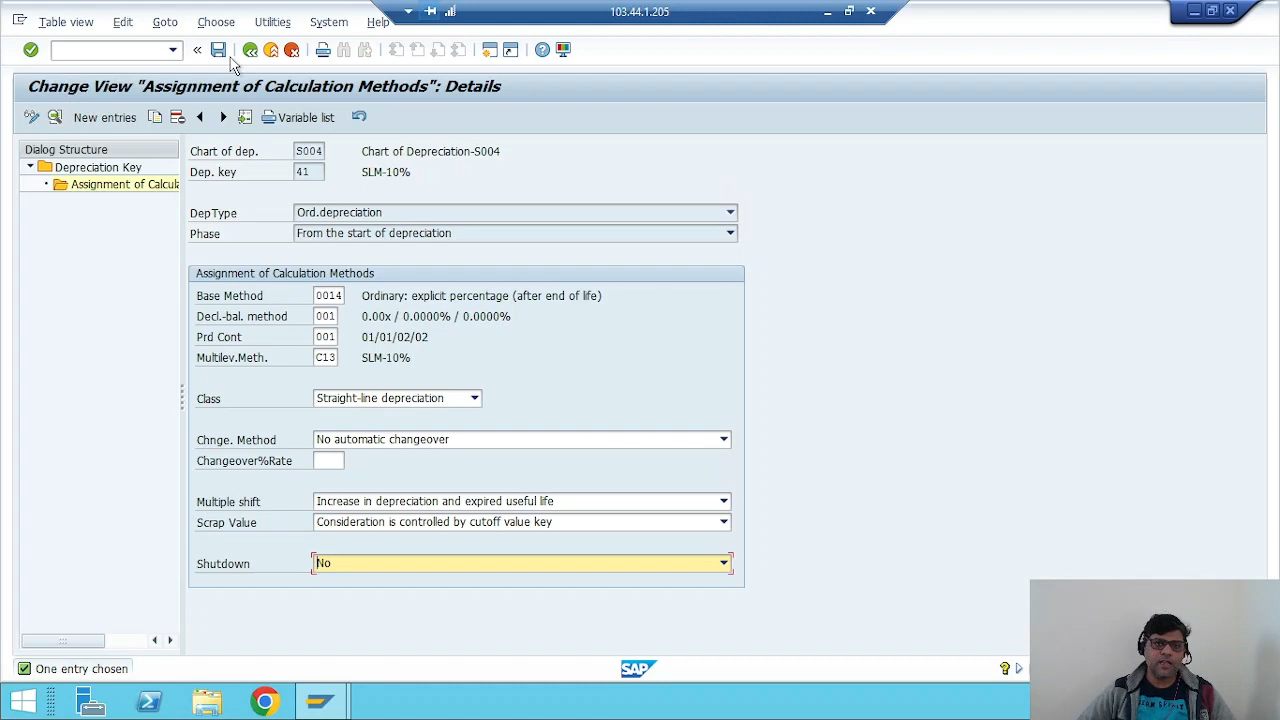 Table view Edit Goto Choose Utilities System Help
103.44.1.205
Change View "Assignment of Calculation Methods": Details
New entries
Variable list
Dialog Structure
Depreciation Key
Assignment of Calcula
Chart of dep. S004 Chart of Depreciation-S004
Dep. key 41 SLM-10%
DepType Ord.depreciation
Phase From the start of depreciation
Assignment of Calculation Methods
Base Method 0014 Ordinary: explicit percentage (after end of life)
Decl.-bal. method 001 0.00x / 0.0000% / 0.0000%
Prd Cont 001 01/01/02/02
Multilev.Meth. C13 SLM-10%
Class Straight-line depreciation
Chnge. Method No automatic changeover
Changeover%Rate
Multiple shift Increase in depreciation and expired useful life
Scrap Value Consideration is controlled by cutoff value key
Shutdown No
One entry chosen
SAP